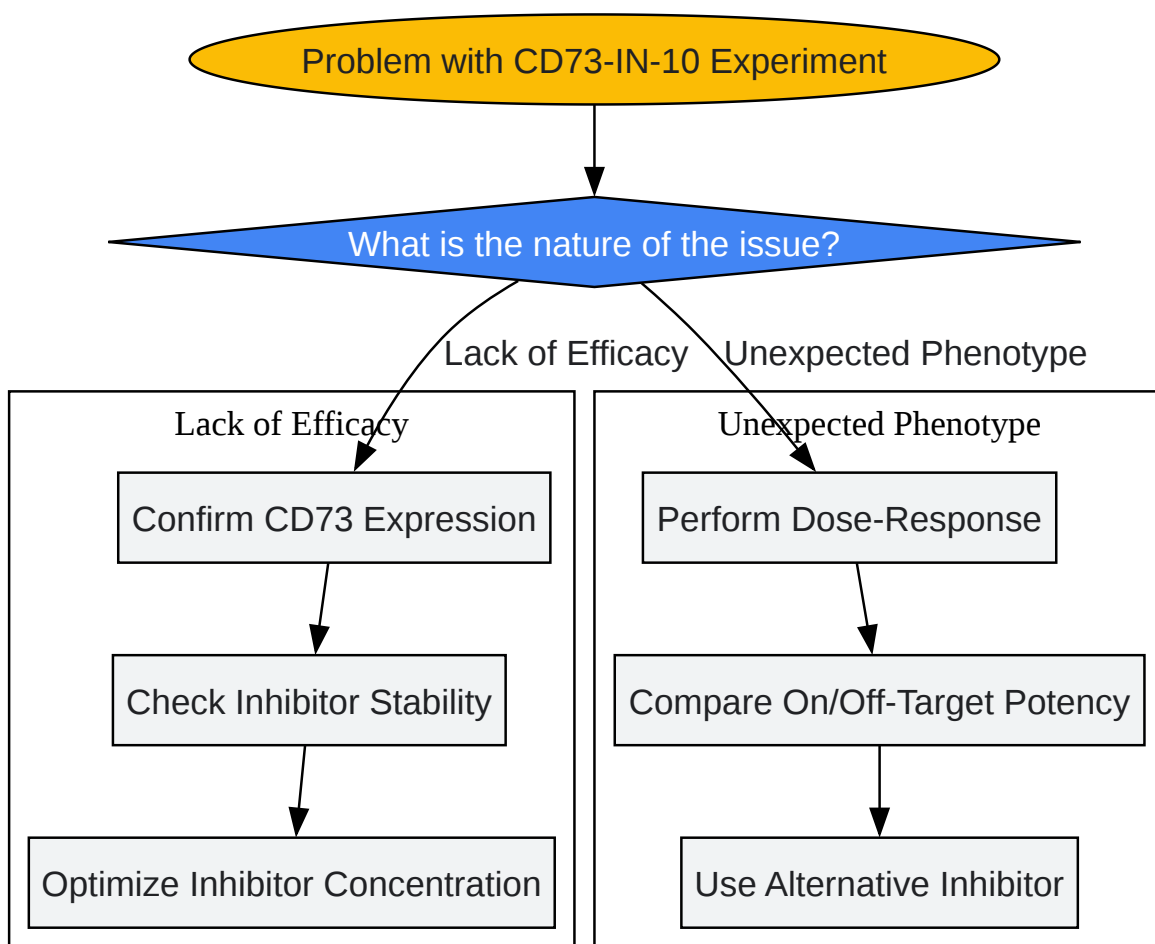 Problem with CD73-IN-10 Experiment
What is the nature of the issue?
Lack of Efficacy
Unexpected Phenotype
Lack of Efficacy
Confirm CD73 Expression
Check Inhibitor Stability
Optimize Inhibitor Concentration
Unexpected Phenotype
Perform Dose-Response
Compare On/Off-Target Potency
Use Alternative Inhibitor